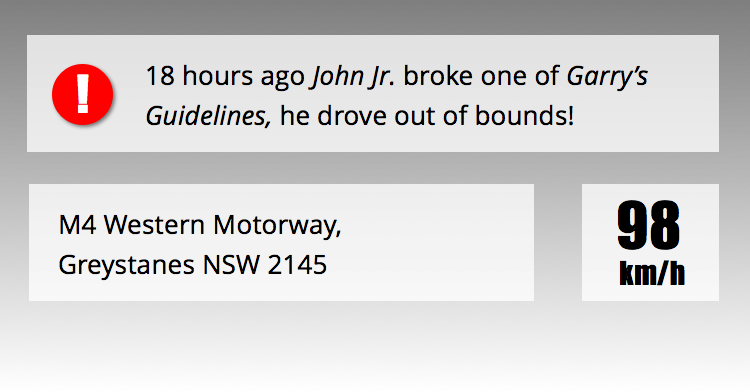 !
18 hours ago John Jr. broke one of Garry’s
Guidelines, he drove out of bounds!
M4 Western Motorway,
Greystanes NSW 2145
98
km/h